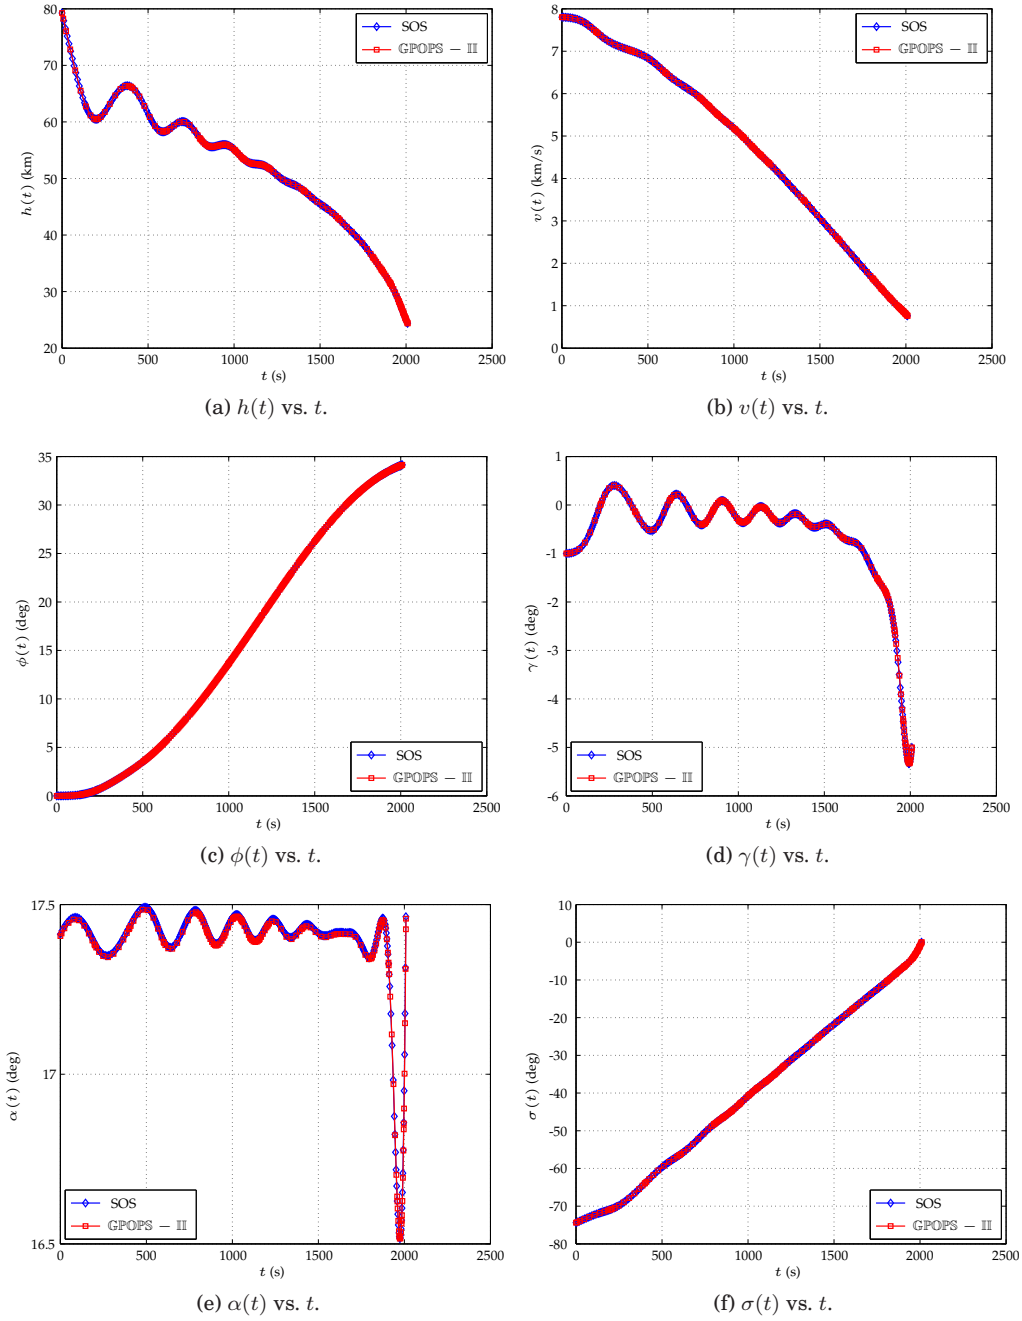 80
70
60
50
40
30
20
0
500
1000
1500
2000
2500
h(t) (km)
t (s)
SOS
GPOPS − II
(a) h(t) vs. t.
8
7
6
5
4
3
2
1
0
0
500
1000
1500
2000
2500
v(t) (km/s)
t (s)
SOS
GPOPS − II
(b) v(t) vs. t.
35
30
25
20
15
10
5
0
0
500
1000
1500
2000
2500
ϕ(t) (deg)
t (s)
SOS
GPOPS − II
(c) ϕ(t) vs. t.
1
0
-1
-2
-3
-4
-5
-6
0
500
1000
1500
2000
2500
γ(t) (deg)
t (s)
SOS
GPOPS − II
(d) γ(t) vs. t.
17.5
17
16.5
0
500
1000
1500
2000
2500
α(t) (deg)
t (s)
SOS
GPOPS − II
(e) α(t) vs. t.
10
0
-10
-20
-30
-40
-50
-60
-70
-80
0
500
1000
1500
2000
2500
σ(t) (deg)
t (s)
SOS
GPOPS − II
(f) σ(t) vs. t.